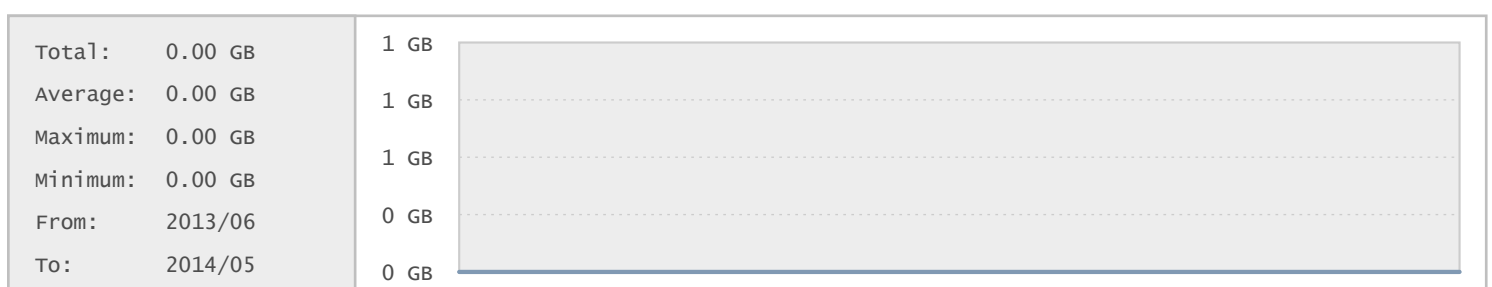 Total: 0.00 GB
Average: 0.00 GB
Maximum: 0.00 GB
Minimum: 0.00 GB
From: 2013/06
To: 2014/05
1 GB
1 GB
1 GB
0 GB
0 GB